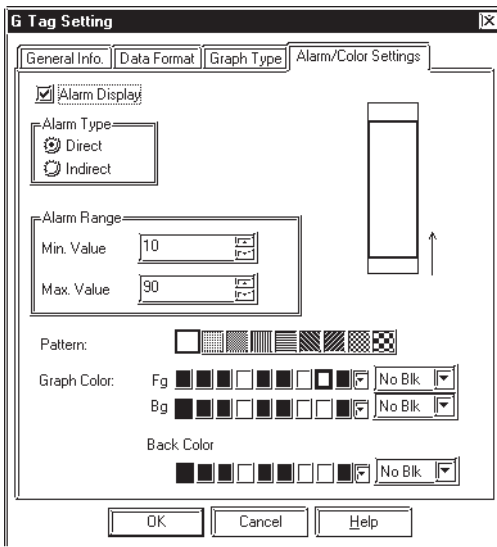 G Tag Setting
General Info. Data Format Graph Type Alarm/Color Settings
Alarm Display
Alarm Type
Direct
Indirect
Alarm Range
Min. Value 10
Max. Value 90
Pattern:
Graph Color: Fg No Blk
Bg No Blk
Back Color
No Blk
OK Cancel Help